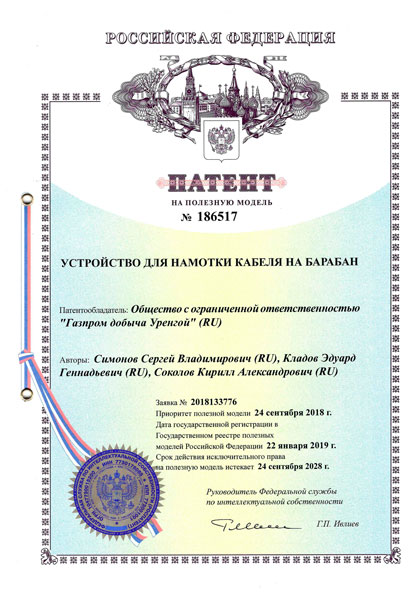 РОССИЙСКАЯ ФЕДЕРАЦИЯ
ПАТЕНТ
НА ПОЛЕЗНУЮ МОДЕЛЬ
№ 186517
УСТРОЙСТВО ДЛЯ НАМОТКИ КАБЕЛЯ НА БАРАБАН
Патентообладатель: Общество с ограниченной ответственностью
"Газпром добыча Уренгой" (RU)
Авторы: Симонов Сергей Владимирович (RU), Кладов Эдуард
Геннадьевич (RU), Соколов Кирилл Александрович (RU)
Заявка № 2018133776
Приоритет полезной модели 24 сентября 2018 г.
Дата государственной регистрации в
Государственном реестре полезных
моделей Российской Федерации 22 января 2019 г.
Срок действия исключительного права
на полезную модель истекает 24 сентября 2028 г.
Руководитель Федеральной службы
по интеллектуальной собственности
Г.П. Ивлиев